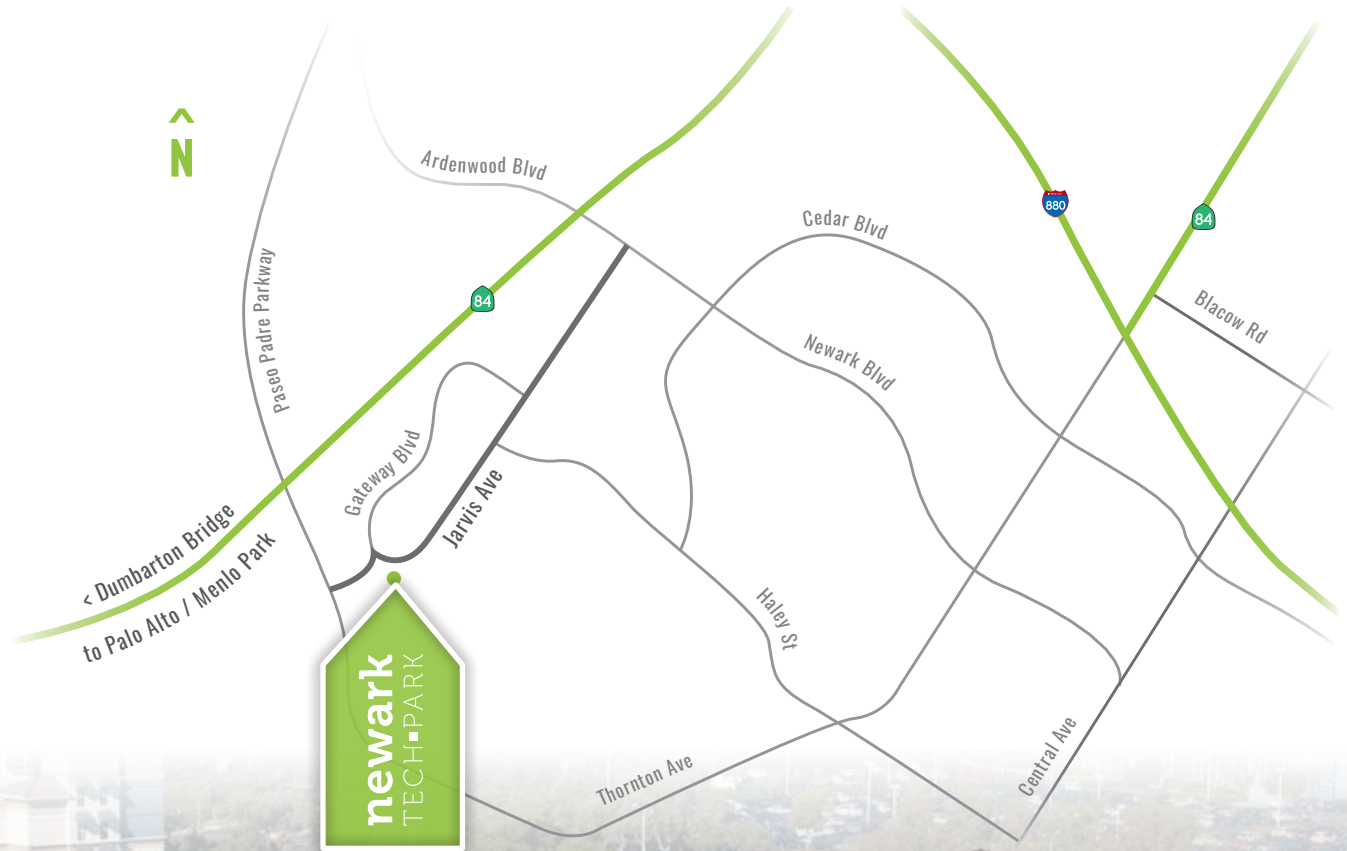 N
Ardenwood Blvd
880
84
Cedar Blvd
Paseo Padre Parkway
84
Blacow Rd
Newark Blvd
Gateway Blvd
Jarvis Ave
< Dumbarton Bridge
to Palo Alto / Menlo Park
Haley St
newark
TECH PARK
Central Ave
Thornton Ave